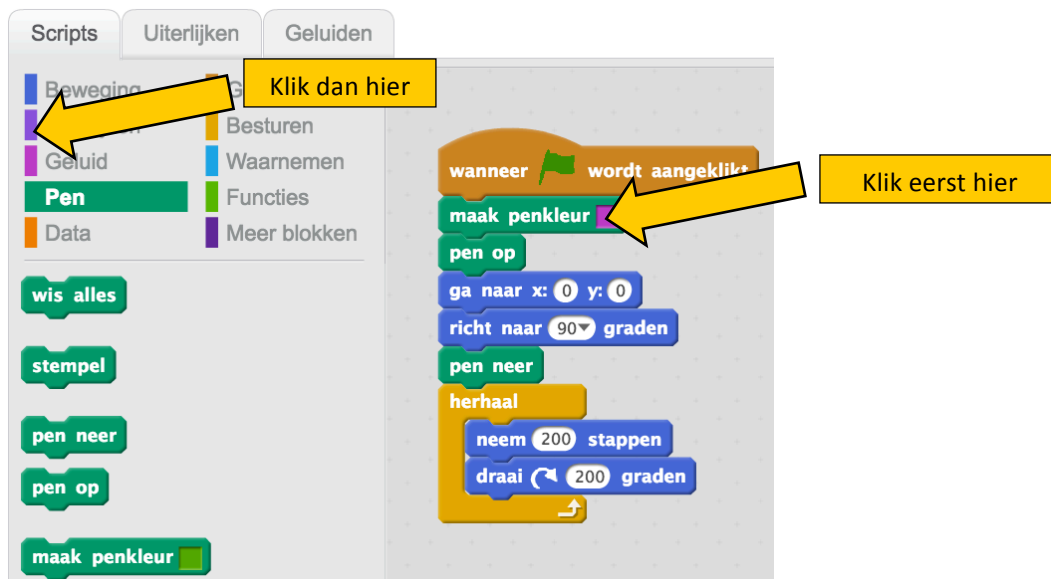 Scripts
Uiterlijken
Geluiden
Klik dan hier
Beweging
Besturen
Geluid
Waarnemen
Pen
Functies
Data
Meer blokken
wis alles
stempel
pen neer
pen op
maak penkleur
wanneer wordt aangeklikt
maak penkleur
Klik eerst hier
pen op
ga naar x: 0 y: 0
richt naar 90 graden
pen neer
herhaal
neem 200 stappen
draai 200 graden